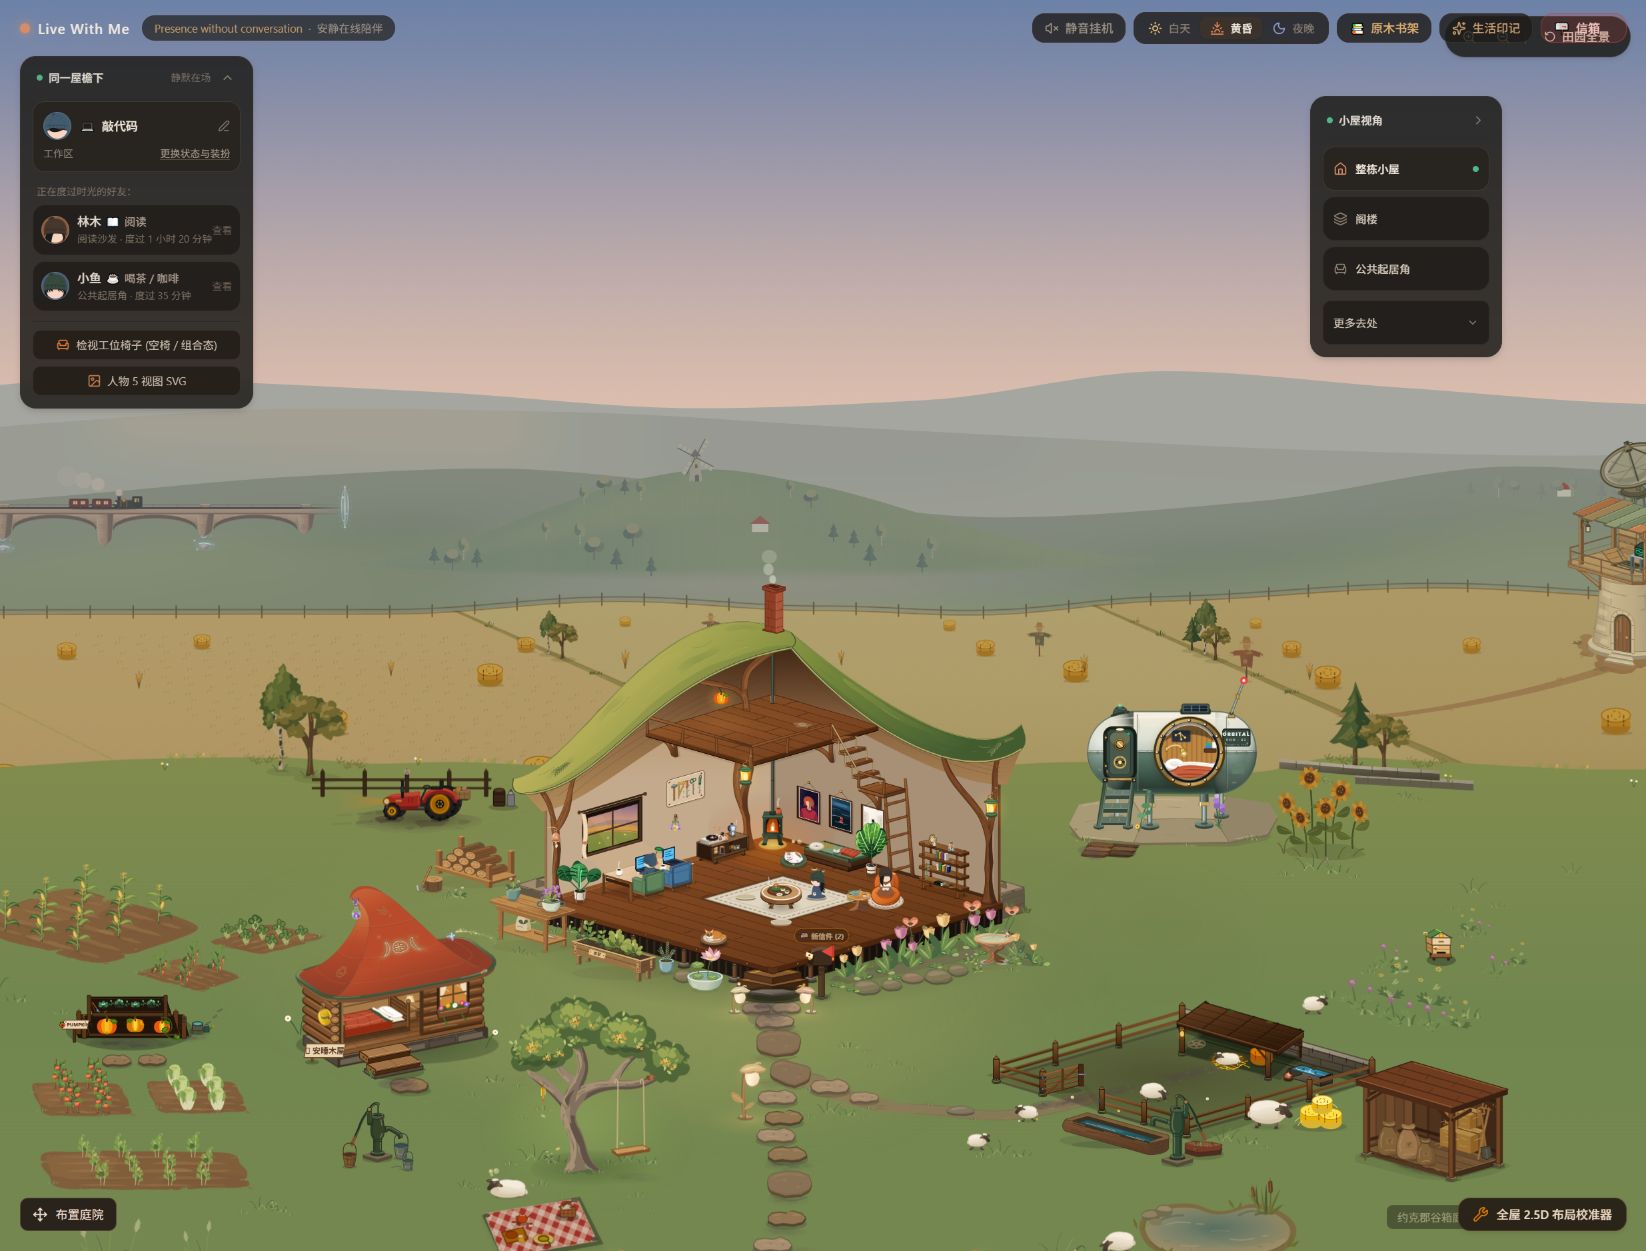 Live With Me
Presence without conversation · 安静在线陪伴
静音挂机
白天
黄昏
夜晚
原木书架
生活印记
信箱
田园全景
同一屋檐下
静默在场
敲代码
工作区
更换状态与装扮
正在度过时光的好友:
林木 阅读
阅读沙发 · 度过 1 小时 20 分钟
查看
小鱼 喝茶 / 咖啡
公共起居角 · 度过 35 分钟
查看
检视工位椅子 (空椅 / 组合态)
人物 5 视图 SVG
小屋视角
整栋小屋
阁楼
公共起居角
更多去处
ORBITAL
新信件 (2)
PUMPKIN
安睡木屋
布置庭院
约克郡谷箱庭
全屋 2.5D 布局校准器